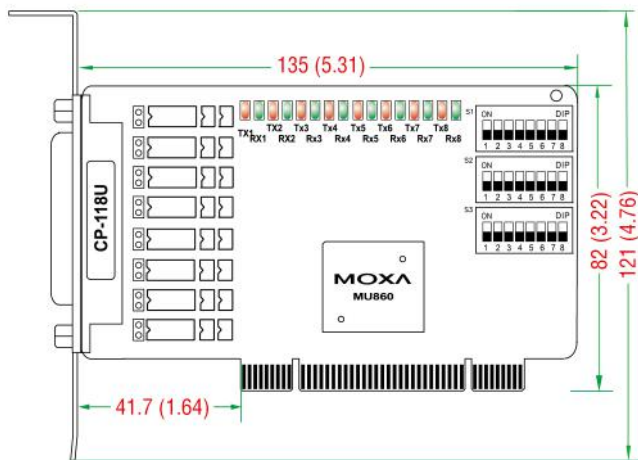 135 (5.31)
TX1 TX2 Tx3 Tx4 Tx5 Tx6 Tx7 Tx8
RX1 RX2 Rx3 Rx4 Rx5 Rx6 Rx7 Rx8
S1
ON DIP
1 2 3 4 5 6 7 8
S2
ON DIP
1 2 3 4 5 6 7 8
S3
ON DIP
1 2 3 4 5 6 7 8
CP-118U
MOXA
MU860
82 (3.22)
121 (4.76)
41.7 (1.64)